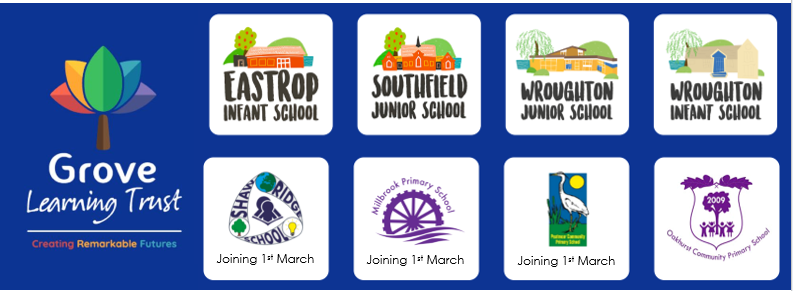 Grove
Learning Trust
Creating Remarkable Futures
EASTROP
INFANT SCHOOL
SOUTHFIELD
JUNIOR SCHOOL
WROUGHTON
JUNIOR SCHOOL
WROUGHTON
INFANT SCHOOL
SHAW RIDGE SCHOOL
Joining 1st March
Millbrook Primary School
Joining 1st March
Community
Primary School
Joining 1st March
2009
Oakhurst Community Primary School